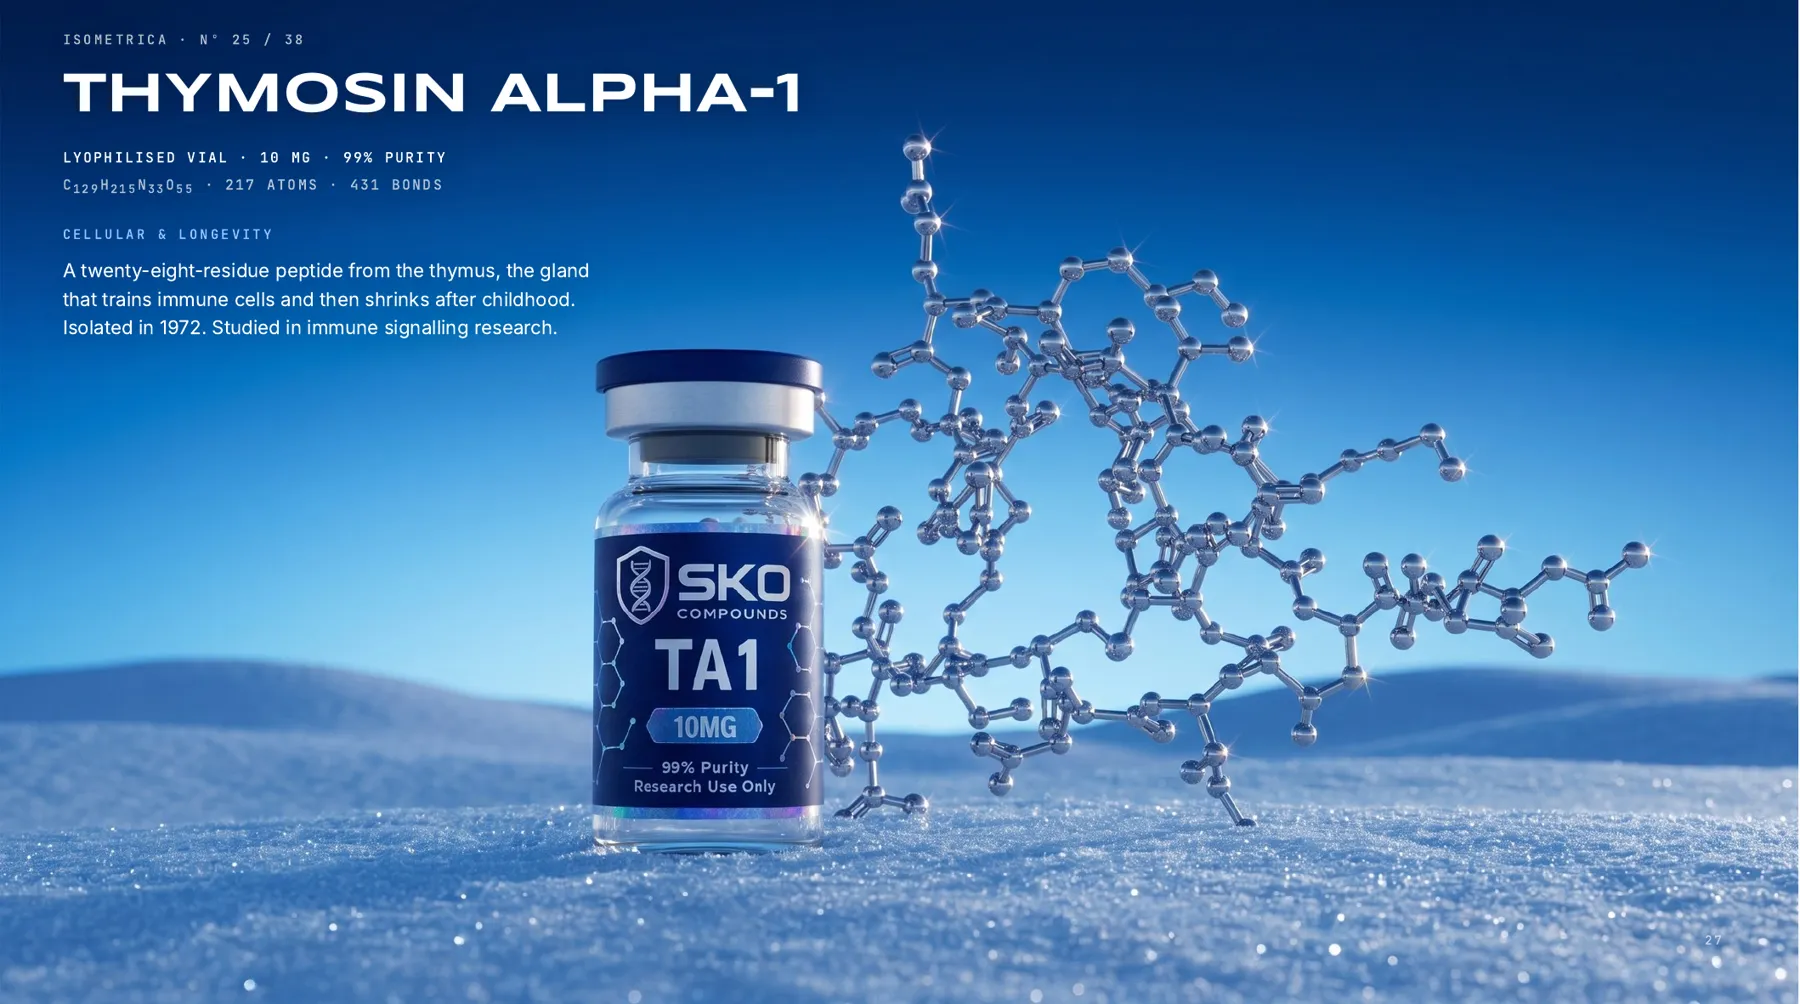 ISOMETRICA · N° 25 / 38
THYMOSIN ALPHA-1
LYOPHILISED VIAL · 10 MG · 99% PURITY
C₁₂₉H₂₁₅N₃₃O₅₅ · 217 ATOMS · 431 BONDS
CELLULAR & LONGEVITY
A twenty-eight-residue peptide from the thymus, the gland
that trains immune cells and then shrinks after childhood.
Isolated in 1972. Studied in immune signalling research.
SKO
COMPOUNDS
TA1
10MG
99% Purity
Research Use Only
27